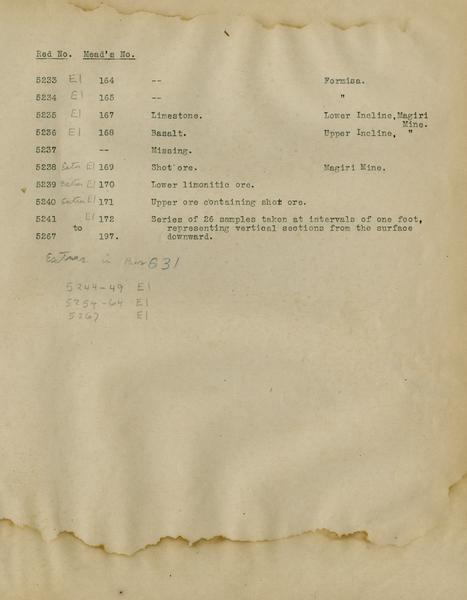 Red No. Mead's No.
5233 E1 164 -- Formisa.
5234 E1 165 -- "
5235 E1 167 Limestone. Lower Incline, Magiri Mine.
5236 E1 168 Basalt. Upper Incline, "
5237 -- Missing.
5238 Extra E1 169 Shot ore. Magiri Mine.
5239 Extra E1 170 Lower limonitic ore.
5240 Extra E1 171 Upper ore containing shot ore.
5241 E1 172 Series of 26 samples taken at intervals of one foot,
to representing vertical sections from the surface
5267 197. downward.
Extras in Box 631
5244-49 E1
5254-64 E1
5267 E1